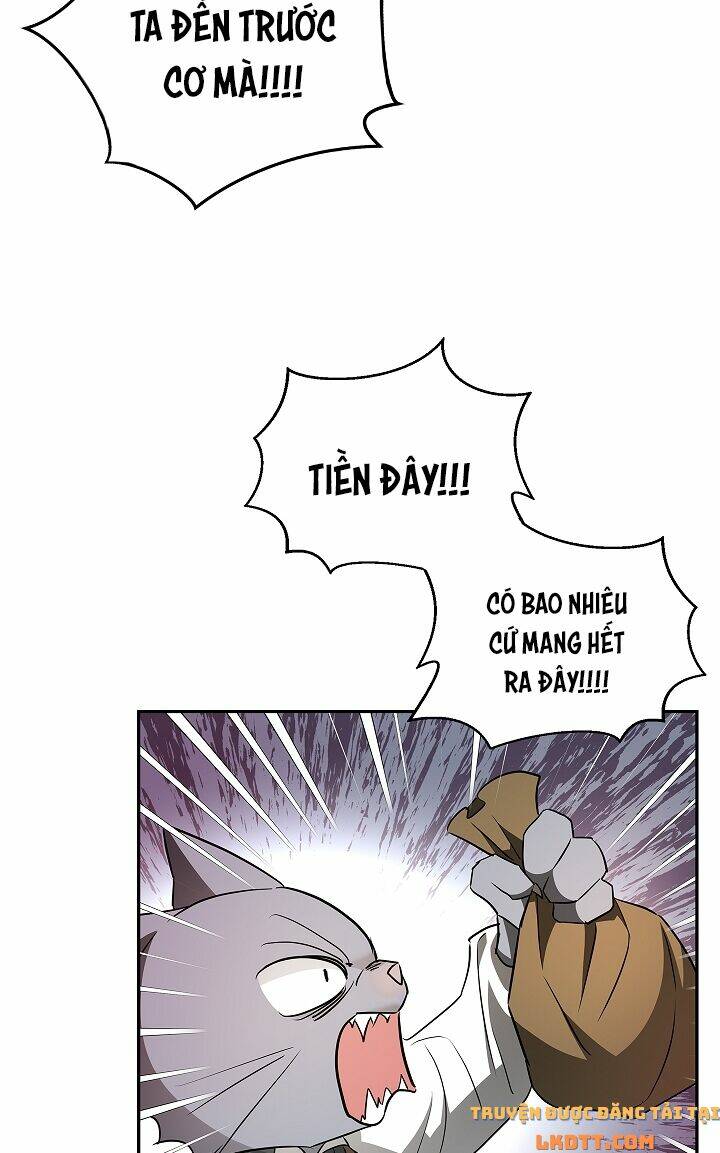 TA ĐẾN TRƯỚC
CƠ MÀ!!!!
TIỀN ĐÂY!!!
CÓ BAO NHIÊU
CỨ MANG HẾT
RA ĐÂY!!!!
TRUYỆN ĐƯỢC ĐĂNG TẢI TẠI
LKDTT.COM